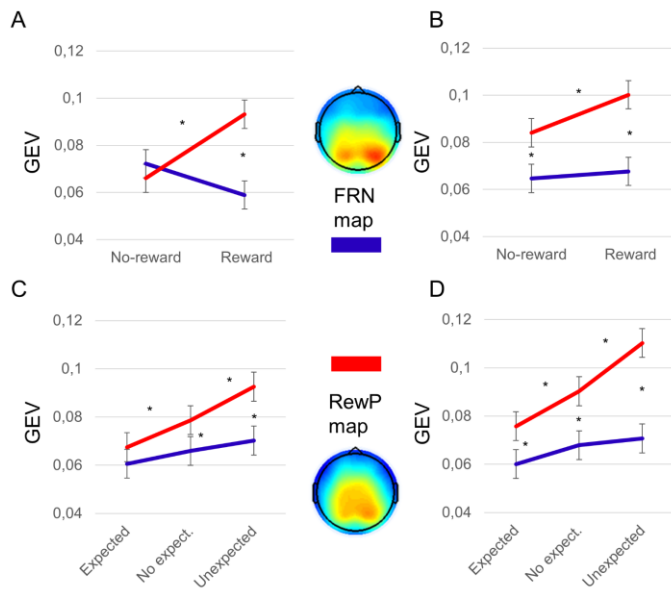 A
0,12
0,1
*
0,08
*
GEV
0,06
0,04
No-reward
Reward
FRN
map
B
0,12
*
0,1
*
0,08
*
GEV
0,06
0,04
No-reward
Reward
C
0,12
0,1
*
*
0,08
*
*
GEV
0,06
0,04
Expected
No expect.
Unexpected
RewP
map
D
0,12
*
0,1
*
*
0,08
*
*
GEV
0,06
0,04
Expected
No expect.
Unexpected